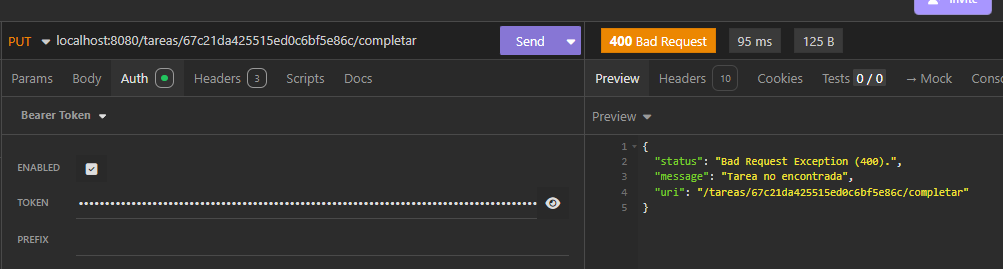 Invite
PUT localhost:8080/tareas/67c21da425515ed0c6bf5e86c/completar Send
400 Bad Request 95 ms 125 B
Params Body Auth Headers 3 Scripts Docs
Preview Headers 10 Cookies Tests 0 / 0 → Mock Conso
Bearer Token
Preview
ENABLED
TOKEN
PREFIX
1 {
2 "status": "Bad Request Exception (400).",
3 "message": "Tarea no encontrada",
4 "uri": "/tareas/67c21da425515ed0c6bf5e86c/completar"
5 }